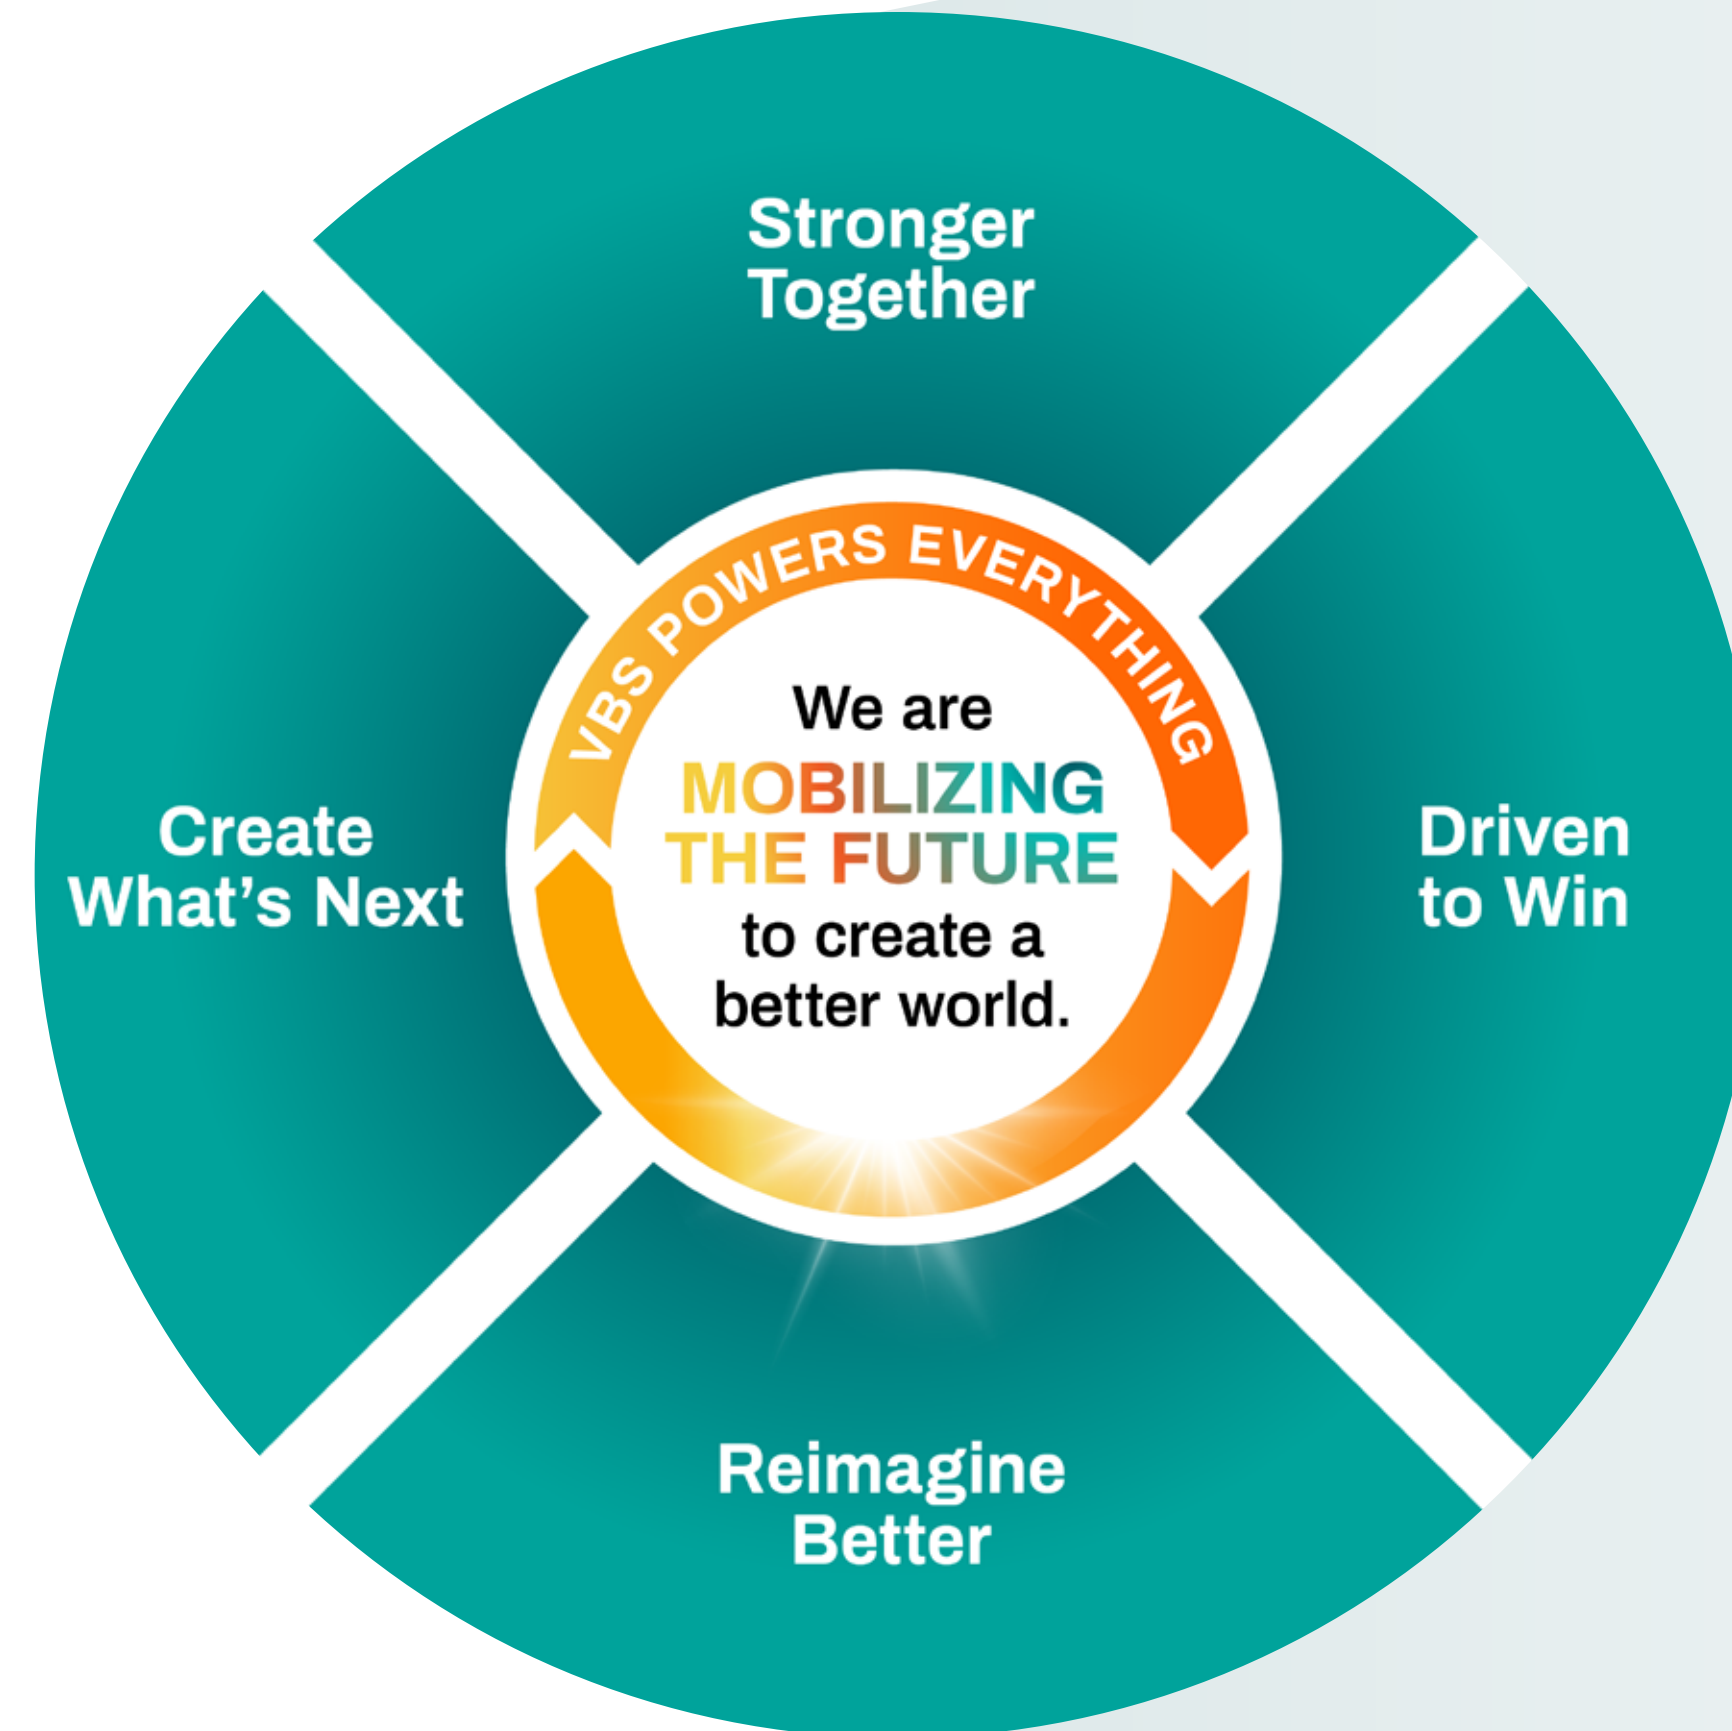 Stronger
Together
VBS POWERS EVERYTHING
We are
MOBILIZING
THE FUTURE
to create a
better world.
Create
What’s Next
Driven
to Win
Reimagine
Better